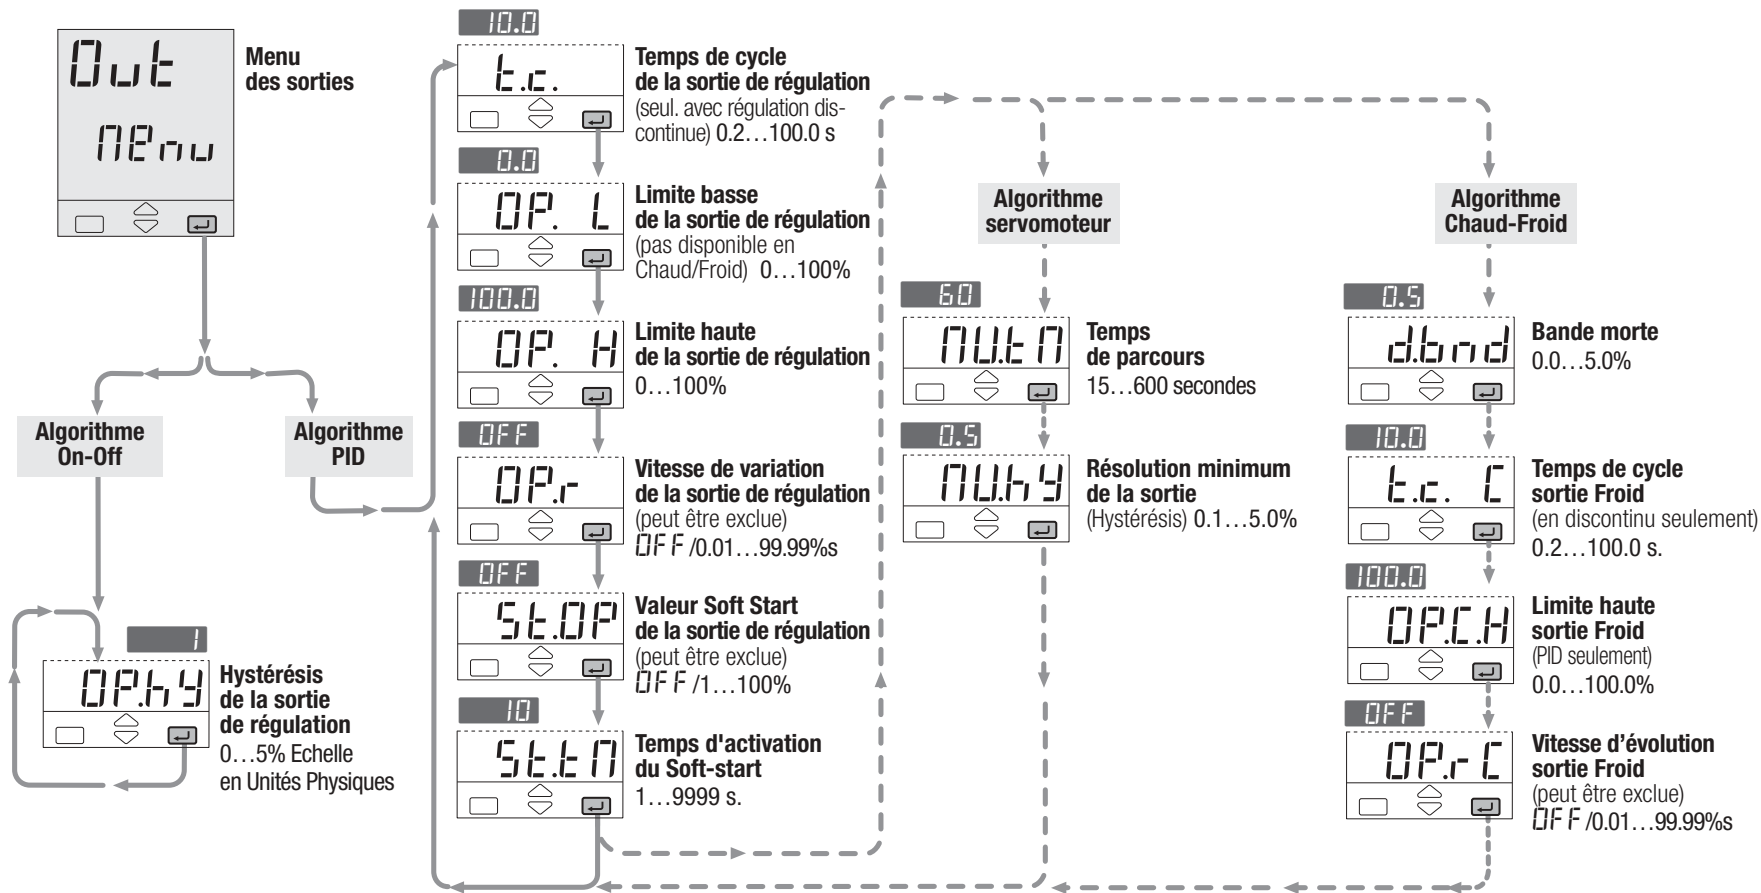 Out
MEnu
Menu
des sorties
Algorithme
On-Off
Algorithme
PID
1
OP.hy
Hystérésis
de la sortie
de régulation
0…5% Echelle
en Unités Physiques
10.0
t.c.
Temps de cycle
de la sortie de régulation
(seul. avec régulation dis-
continue) 0.2…100.0 s
0.0
OP. L
Limite basse
de la sortie de régulation
(pas disponible en
Chaud/Froid) 0…100%
100.0
OP. H
Limite haute
de la sortie de régulation
0…100%
OFF
OP.r
Vitesse de variation
de la sortie de régulation
(peut être exclue)
OFF /0.01…99.99%s
OFF
St.OP
Valeur Soft Start
de la sortie de régulation
(peut être exclue)
OFF /1…100%
10
St.tM
Temps d'activation
du Soft-start
1…9999 s.
Algorithme
servomoteur
60
MV.tM
Temps
de parcours
15…600 secondes
0.5
MV.hy
Résolution minimum
de la sortie
(Hystérésis) 0.1…5.0%
Algorithme
Chaud-Froid
0.5
d.bnd
Bande morte
0.0…5.0%
10.0
t.c. C
Temps de cycle
sortie Froid
(en discontinu seulement)
0.2…100.0 s.
100.0
OP.C.H
Limite haute
sortie Froid
(PID seulement)
0.0…100.0%
OFF
OP.r C
Vitesse d’évolution
sortie Froid
(peut être exclue)
OFF /0.01…99.99%s